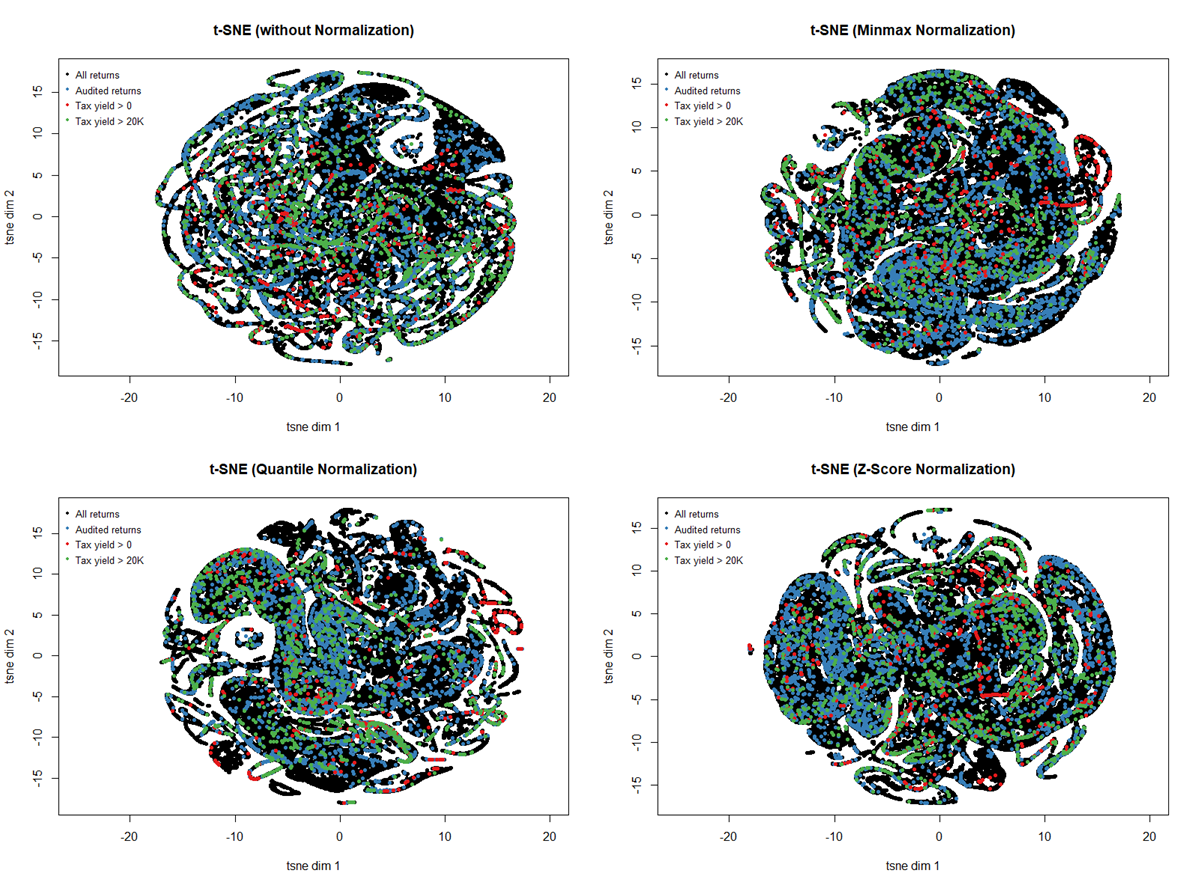 t-SNE (without Normalization)
All returns
Audited returns
Tax yield > 0
Tax yield > 20K
15
10
5
0
-5
-10
-15
tsne dim 2
-20
-10
0
10
20
tsne dim 1
t-SNE (Minmax Normalization)
All returns
Audited returns
Tax yield > 0
Tax yield > 20K
15
10
5
0
-5
-10
-15
tsne dim 2
-20
-10
0
10
20
tsne dim 1
t-SNE (Quantile Normalization)
All returns
Audited returns
Tax yield > 0
Tax yield > 20K
15
10
5
0
-5
-10
-15
tsne dim 2
-20
-10
0
10
20
tsne dim 1
t-SNE (Z-Score Normalization)
All returns
Audited returns
Tax yield > 0
Tax yield > 20K
15
10
5
0
-5
-10
-15
tsne dim 2
-20
-10
0
10
20
tsne dim 1